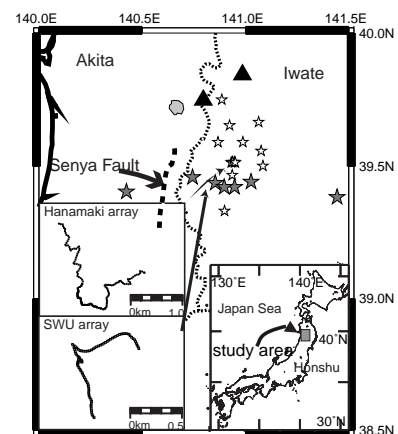 140.0E 140.5E 141.0E 141.5E
40.0N
Akita
Iwate
Senya Fault
39.5N
Hanamaki array
0km 1.0
39.0N
SWU array
0km 0.5
130˚E 140˚E
Japan Sea
study area
40˚N
Honshu
30˚N
38.5N